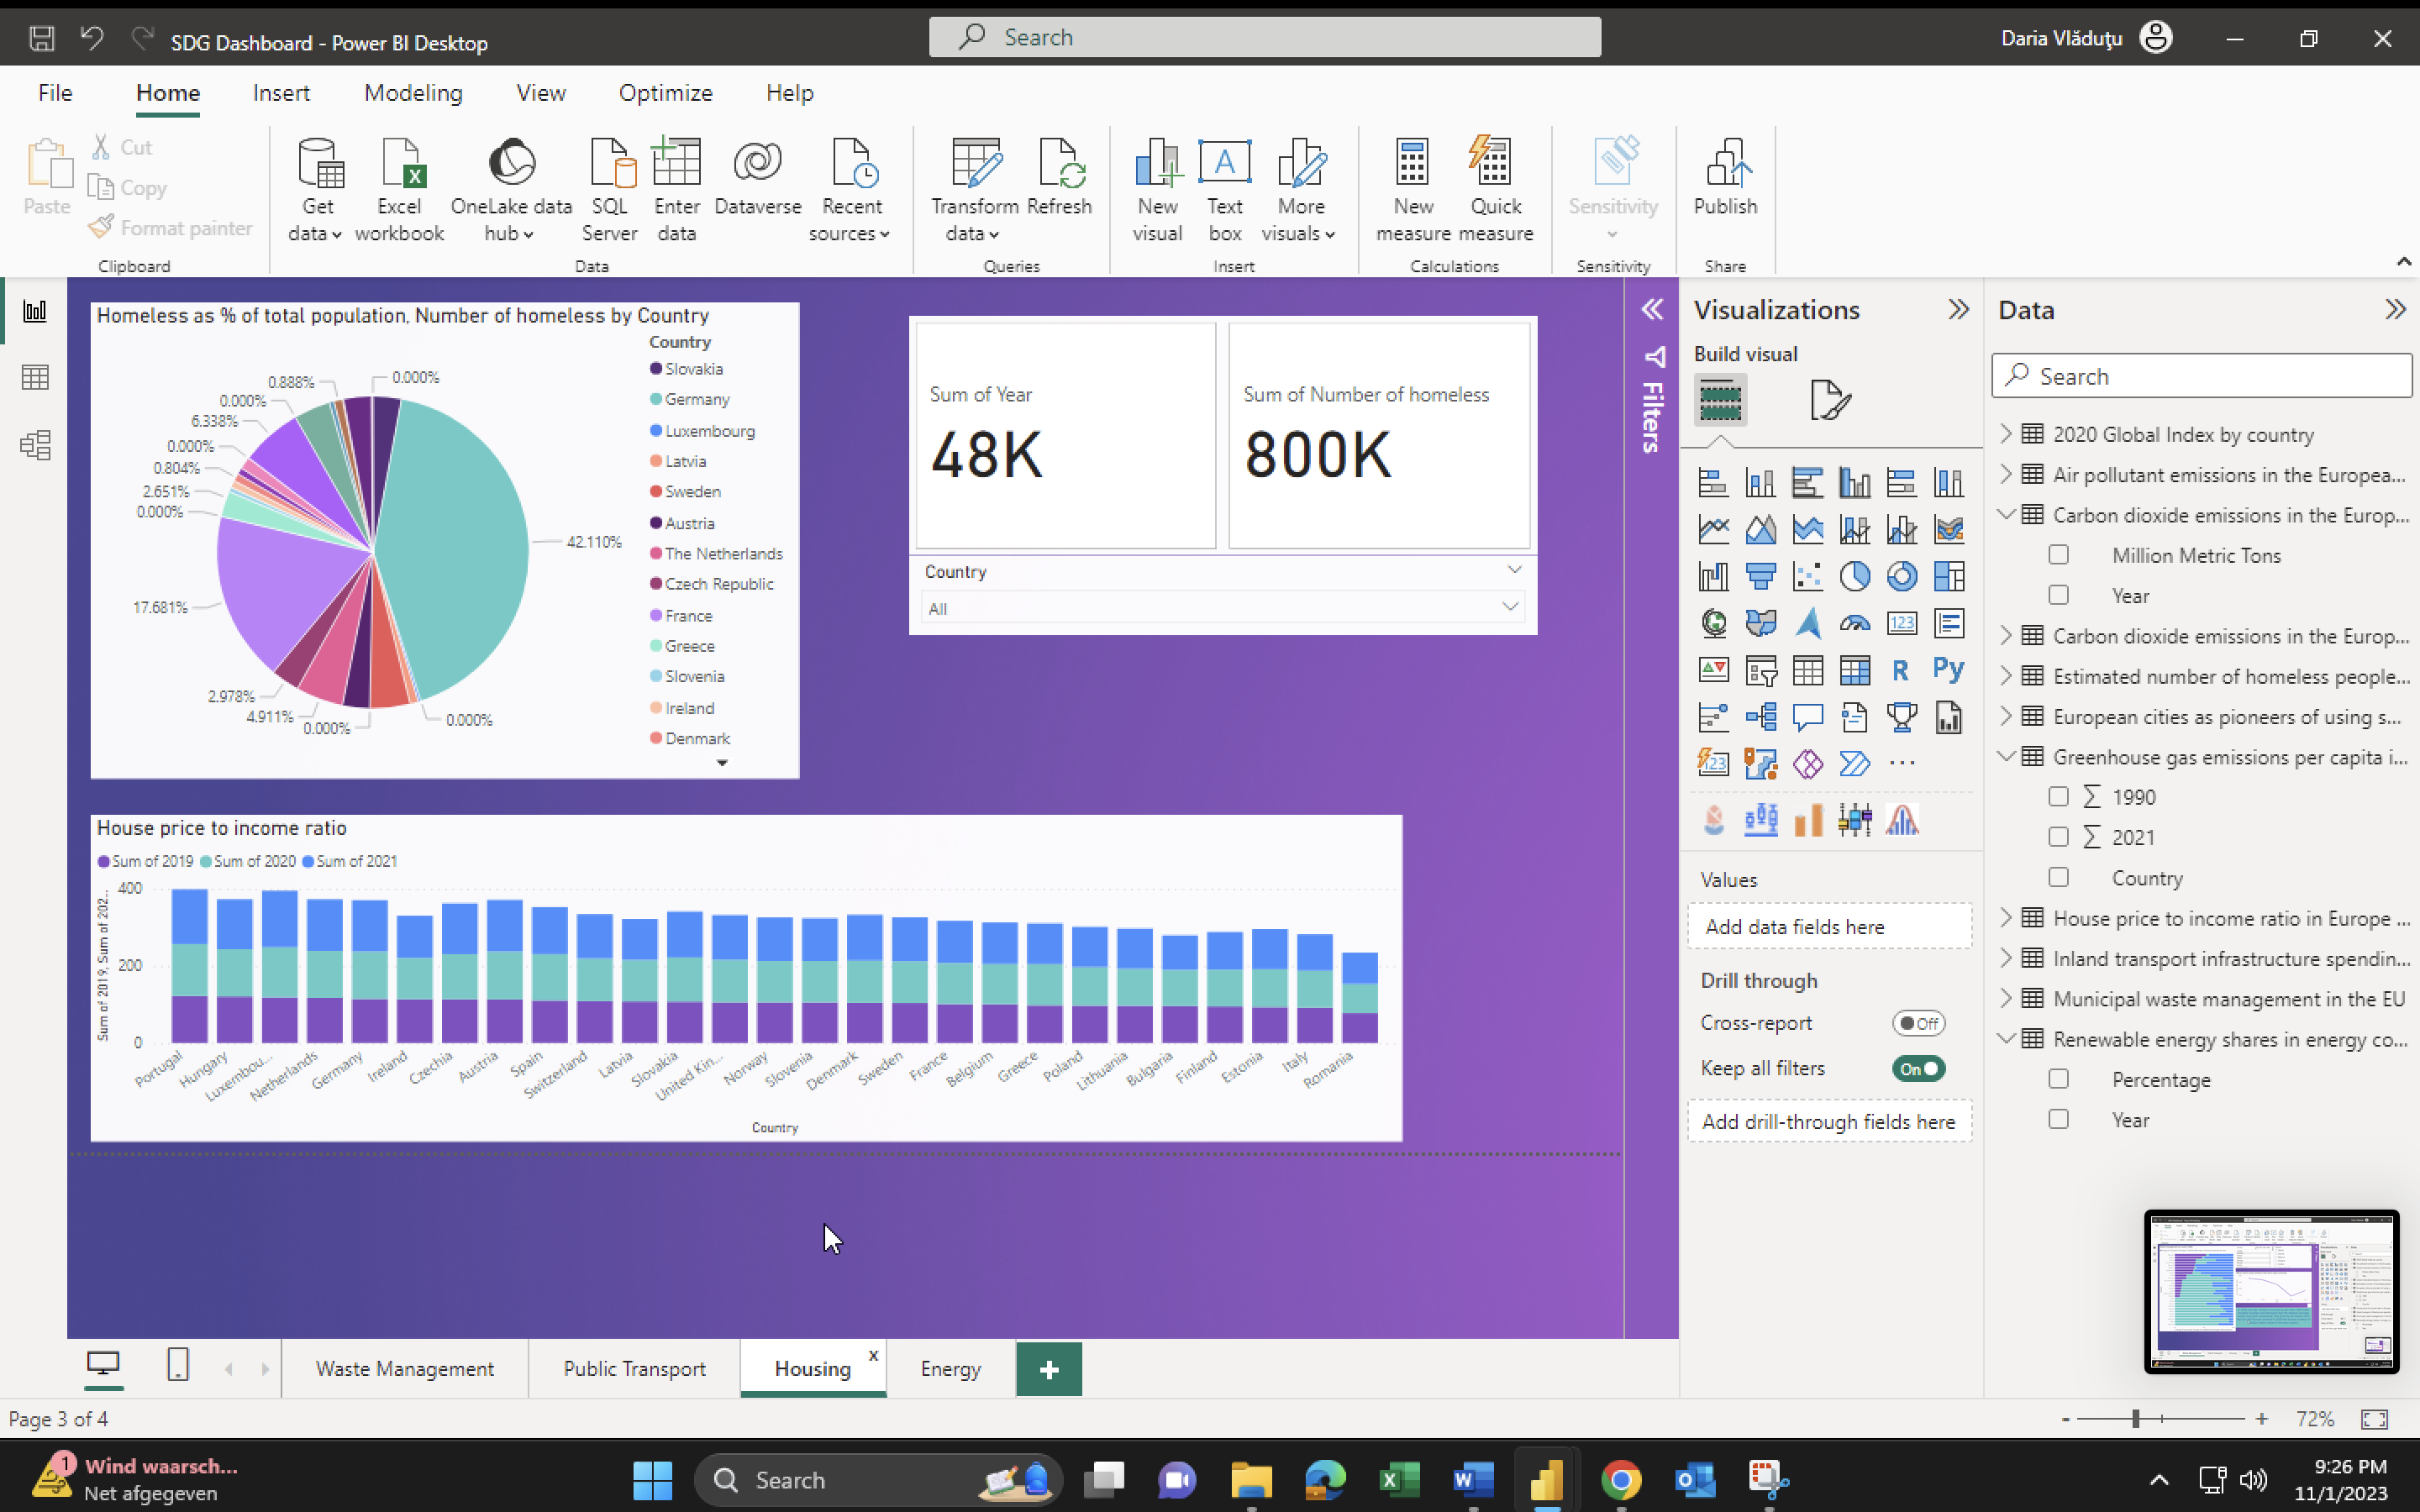 SDG Dashboard - Power BI Desktop
Search
Daria Vlăduțu
File
Home
Insert
Modeling
View
Optimize
Help
Paste
Cut
Copy
Format painter
Clipboard
Get data
Excel workbook
OneLake data hub
SQL Server
Enter data
Dataverse
Recent sources
Data
Transform data
Refresh
Queries
New visual
Text box
More visuals
Insert
New measure
Quick measure
Calculations
Sensitivity
Sensitivity
Publish
Share
Homeless as % of total population, Number of homeless by Country
0.888%
0.000%
0.000%
6.338%
0.000%
0.804%
2.651%
0.000%
42.110%
17.681%
2.978%
4.911%
0.000%
0.000%
Country
Slovakia
Germany
Luxembourg
Latvia
Sweden
Austria
The Netherlands
Czech Republic
France
Greece
Slovenia
Ireland
Denmark
Sum of Year
48K
Sum of Number of homeless
800K
Country
All
House price to income ratio
Sum of 2019 Sum of 2020 Sum of 2021
Sum of 2019, Sum of 202...
400
200
0
Portugal
Hungary
Luxembou...
Netherlands
Germany
Ireland
Czechia
Austria
Spain
Switzerland
Latvia
Slovakia
United Kin...
Norway
Slovenia
Denmark
Sweden
France
Belgium
Greece
Poland
Lithuania
Bulgaria
Finland
Estonia
Italy
Romania
Country
Filters
Visualizations
Build visual
123
R
Py
123
Values
Add data fields here
Drill through
Cross-report
Off
Keep all filters
On
Add drill-through fields here
Data
Search
2020 Global Index by country
Air pollutant emissions in the Europea...
Carbon dioxide emissions in the Europ...
Million Metric Tons
Year
Carbon dioxide emissions in the Europ...
Estimated number of homeless people...
European cities as pioneers of using s...
Greenhouse gas emissions per capita i...
∑ 1990
∑ 2021
Country
House price to income ratio in Europe ...
Inland transport infrastructure spendin...
Municipal waste management in the EU
Renewable energy shares in energy co...
Percentage
Year
Waste Management
Public Transport
Housing
x
Energy
+
Page 3 of 4
- + 72%
1
Wind waarsch...
Net afgegeven
Search
9:26 PM
11/1/2023